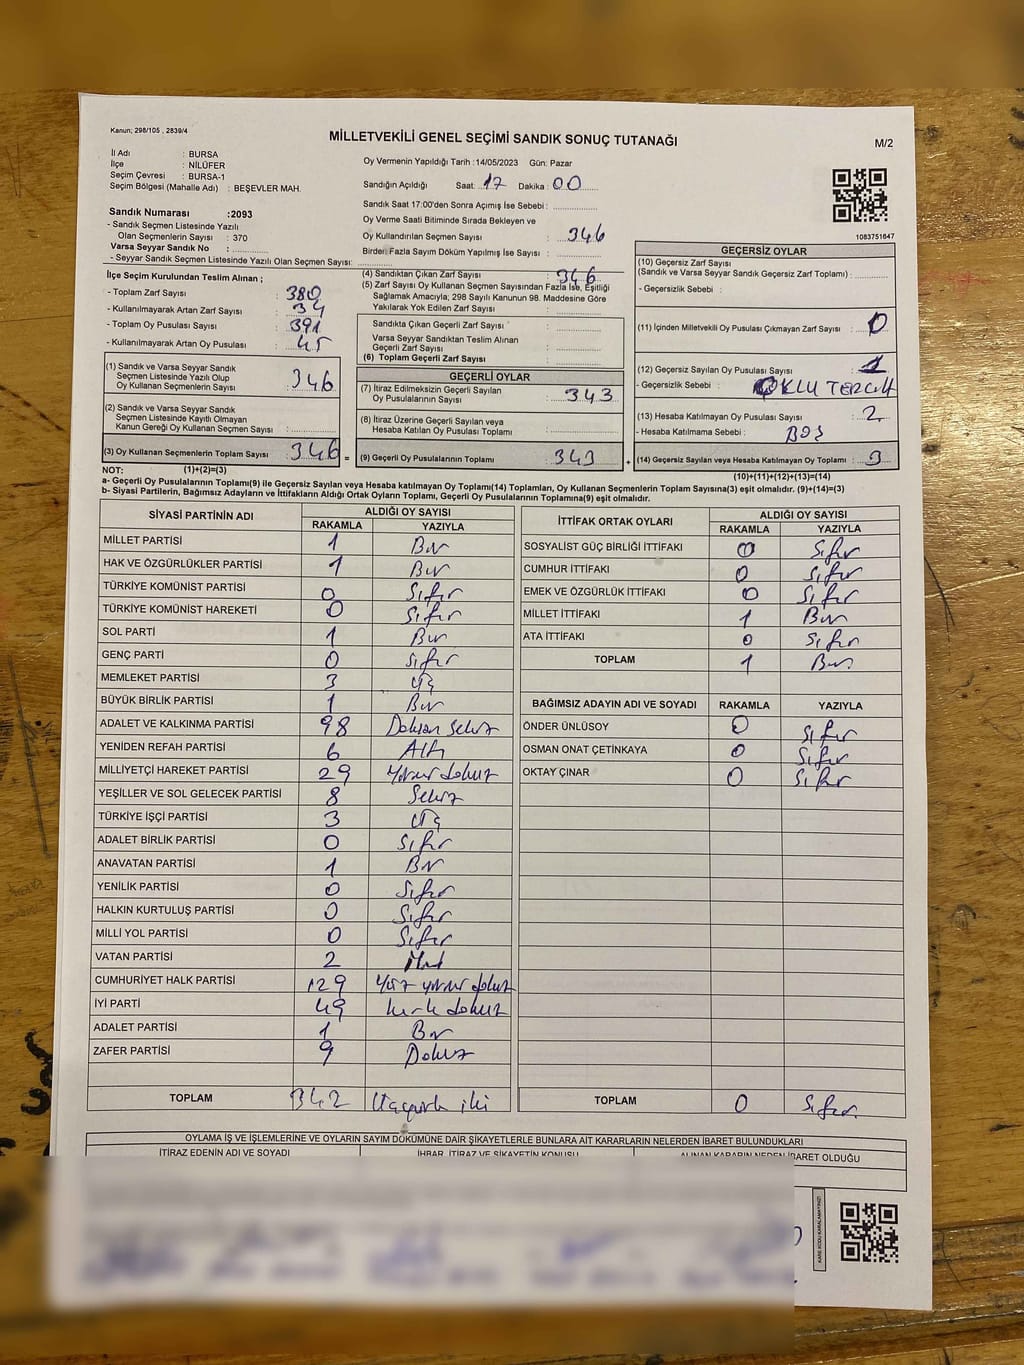 Kanun; 298/105 , 2839/4
MİLLETVEKİLİ GENEL SEÇİMİ SANDIK SONUÇ TUTANAĞI
M/2
İl Adı : BURSA
İlçe : NİLÜFER
Seçim Çevresi : BURSA-1
Seçim Bölgesi (Mahalle Adı) : BEŞEVLER MAH.
Sandık Numarası :2093
- Sandık Seçmen Listesinde Yazılı
Olan Seçmenlerin Sayısı : 370
Varsa Seyyar Sandık No :
- Seyyar Sandık Seçmen Listesinde Yazılı Olan Seçmen Sayısı:
İlçe Seçim Kurulundan Teslim Alınan ;
- Toplam Zarf Sayısı : 380
- Kullanılmayarak Artan Zarf Sayısı : 34
- Toplam Oy Pusulası Sayısı : 391
- Kullanılmayarak Artan Oy Pusulası : 45
(1) Sandık ve Varsa Seyyar Sandık
Seçmen Listesinde Yazılı Olup
Oy Kullanan Seçmenlerin Sayısı : 346
(2) Sandık ve Varsa Seyyar Sandık
Seçmen Listesinde Kayıtlı Olmayan
Kanun Gereği Oy Kullanan Seçmen Sayısı :
(3) Oy Kullanan Seçmenlerin Toplam Sayısı : 346 =
Oy Vermenin Yapıldığı Tarih :14/05/2023 Gün: Pazar
Sandığın Açıldığı Saat: 17 Dakika : 00
Sandık Saat 17:00'den Sonra Açımış İse Sebebi :
Oy Verme Saati Bitiminde Sırada Bekleyen ve
Oy Kullandırılan Seçmen Sayısı : 346
Birden Fazla Sayım Döküm Yapılmış İse Sayısı :
(4) Sandıktan Çıkan Zarf Sayısı : 346
(5) Zarf Sayısı Oy Kullanan Seçmen Sayısından Fazla İse, Eşitliği
Sağlamak Amacıyla; 298 Sayılı Kanunun 98. Maddesine Göre
Yakılarak Yok Edilen Zarf Sayısı :
Sandıkta Çıkan Geçerli Zarf Sayısı :
Varsa Seyyar Sandıktan Teslim Alınan
Geçerli Zarf Sayısı :
(6) Toplam Geçerli Zarf Sayısı :
GEÇERLİ OYLAR
(7) İtiraz Edilmeksizin Geçerli Sayılan
Oy Pusulalarının Sayısı : 343
(8) İtiraz Üzerine Geçerli Sayılan veya
Hesaba Katılan Oy Pusulası Toplamı :
(9) Geçerli Oy Pusulalarının Toplamı : 343 +
1083751647
GEÇERSİZ OYLAR
(10) Geçersiz Zarf Sayısı
(Sandık ve Varsa Seyyar Sandık Geçersiz Zarf Toplamı) :
- Geçersizlik Sebebi :
(11) İçinden Milletvekili Oy Pusulası Çıkmayan Zarf Sayısı : 0
(12) Geçersiz Sayılan Oy Pusulası Sayısı : 1
- Geçersizlik Sebebi : ÇOKLU TERCİH
(13) Hesaba Katılmayan Oy Pusulası Sayısı : 2
- Hesaba Katılmama Sebebi : BOŞ
(14) Geçersiz Sayılan veya Hesaba Katılmayan Oy Toplamı : 3
NOT: (1)+(2)=(3) (10)+(11)+(12)+(13)=(14)
a- Geçerli Oy Pusulalarının Toplamı(9) ile Geçersiz Sayılan veya Hesaba katılmayan Oy Toplamı(14) Toplamları, Oy Kullanan Seçmenlerin Toplam Sayısına(3) eşit olmalıdır. (9)+(14)=(3)
b- Siyasi Partilerin, Bağımsız Adayların ve İttifakların Aldığı Ortak Oyların Toplamı, Geçerli Oy Pusulalarının Toplamına(9) eşit olmalıdır.
SİYASİ PARTİNİN ADI ALDIĞI OY SAYISI
RAKAMLA YAZIYLA
MİLLET PARTİSİ 1 Bir
HAK VE ÖZGÜRLÜKLER PARTİSİ 1 Bir
TÜRKİYE KOMÜNİST PARTİSİ 0 Sıfır
TÜRKİYE KOMÜNİST HAREKETİ 0 Sıfır
SOL PARTİ 1 Bir
GENÇ PARTİ 0 Sıfır
MEMLEKET PARTİSİ 3 Üç
BÜYÜK BİRLİK PARTİSİ 1 Bir
ADALET VE KALKINMA PARTİSİ 98 Doksan Sekiz
YENİDEN REFAH PARTİSİ 6 Altı
MİLLİYETÇİ HAREKET PARTİSİ 29 Yirmi dokuz
YEŞİLLER VE SOL GELECEK PARTİSİ 8 Sekiz
TÜRKİYE İŞÇİ PARTİSİ 3 Üç
ADALET BİRLİK PARTİSİ 0 Sıfır
ANAVATAN PARTİSİ 1 Bir
YENİLİK PARTİSİ 0 Sıfır
HALKIN KURTULUŞ PARTİSİ 0 Sıfır
MİLLİ YOL PARTİSİ 0 Sıfır
VATAN PARTİSİ 2
CUMHURİYET HALK PARTİSİ 129 Yüz yirmi dokuz
İYİ PARTİ 49 kırk dokuz
ADALET PARTİSİ 1 Bir
ZAFER PARTİSİ 9 Dokuz
TOPLAM 342 Üçyüzkırk iki
İTTİFAK ORTAK OYLARI ALDIĞI OY SAYISI
RAKAMLA YAZIYLA
SOSYALİST GÜÇ BİRLİĞİ İTTİFAKI 0 Sıfır
CUMHUR İTTİFAKI 0 Sıfır
EMEK VE ÖZGÜRLÜK İTTİFAKI 0 Sıfır
MİLLET İTTİFAKI 1 Bir
ATA İTTİFAKI 0 Sıfır
TOPLAM 1 Bir
BAĞIMSIZ ADAYIN ADI VE SOYADI RAKAMLA YAZIYLA
ÖNDER ÜNLÜSOY 0 Sıfır
OSMAN ONAT ÇETİNKAYA 0 Sıfır
OKTAY ÇINAR 0 Sıfır
TOPLAM 0 Sıfır
OYLAMA İŞ VE İŞLEMLERİNE VE OYLARIN SAYIM DÖKÜMÜNE DAİR ŞİKAYETLERLE BUNLARA AİT KARARLARIN NELERDEN İBARET BULUNDUKLARI
İTİRAZ EDENİN ADI VE SOYADI İHBAR, İTİRAZ VE ŞİKAYETİN KONUSU ALINAN KARARIN NEDEN İBARET OLDUĞU
KARE KODU KARALAMAYINIZ!